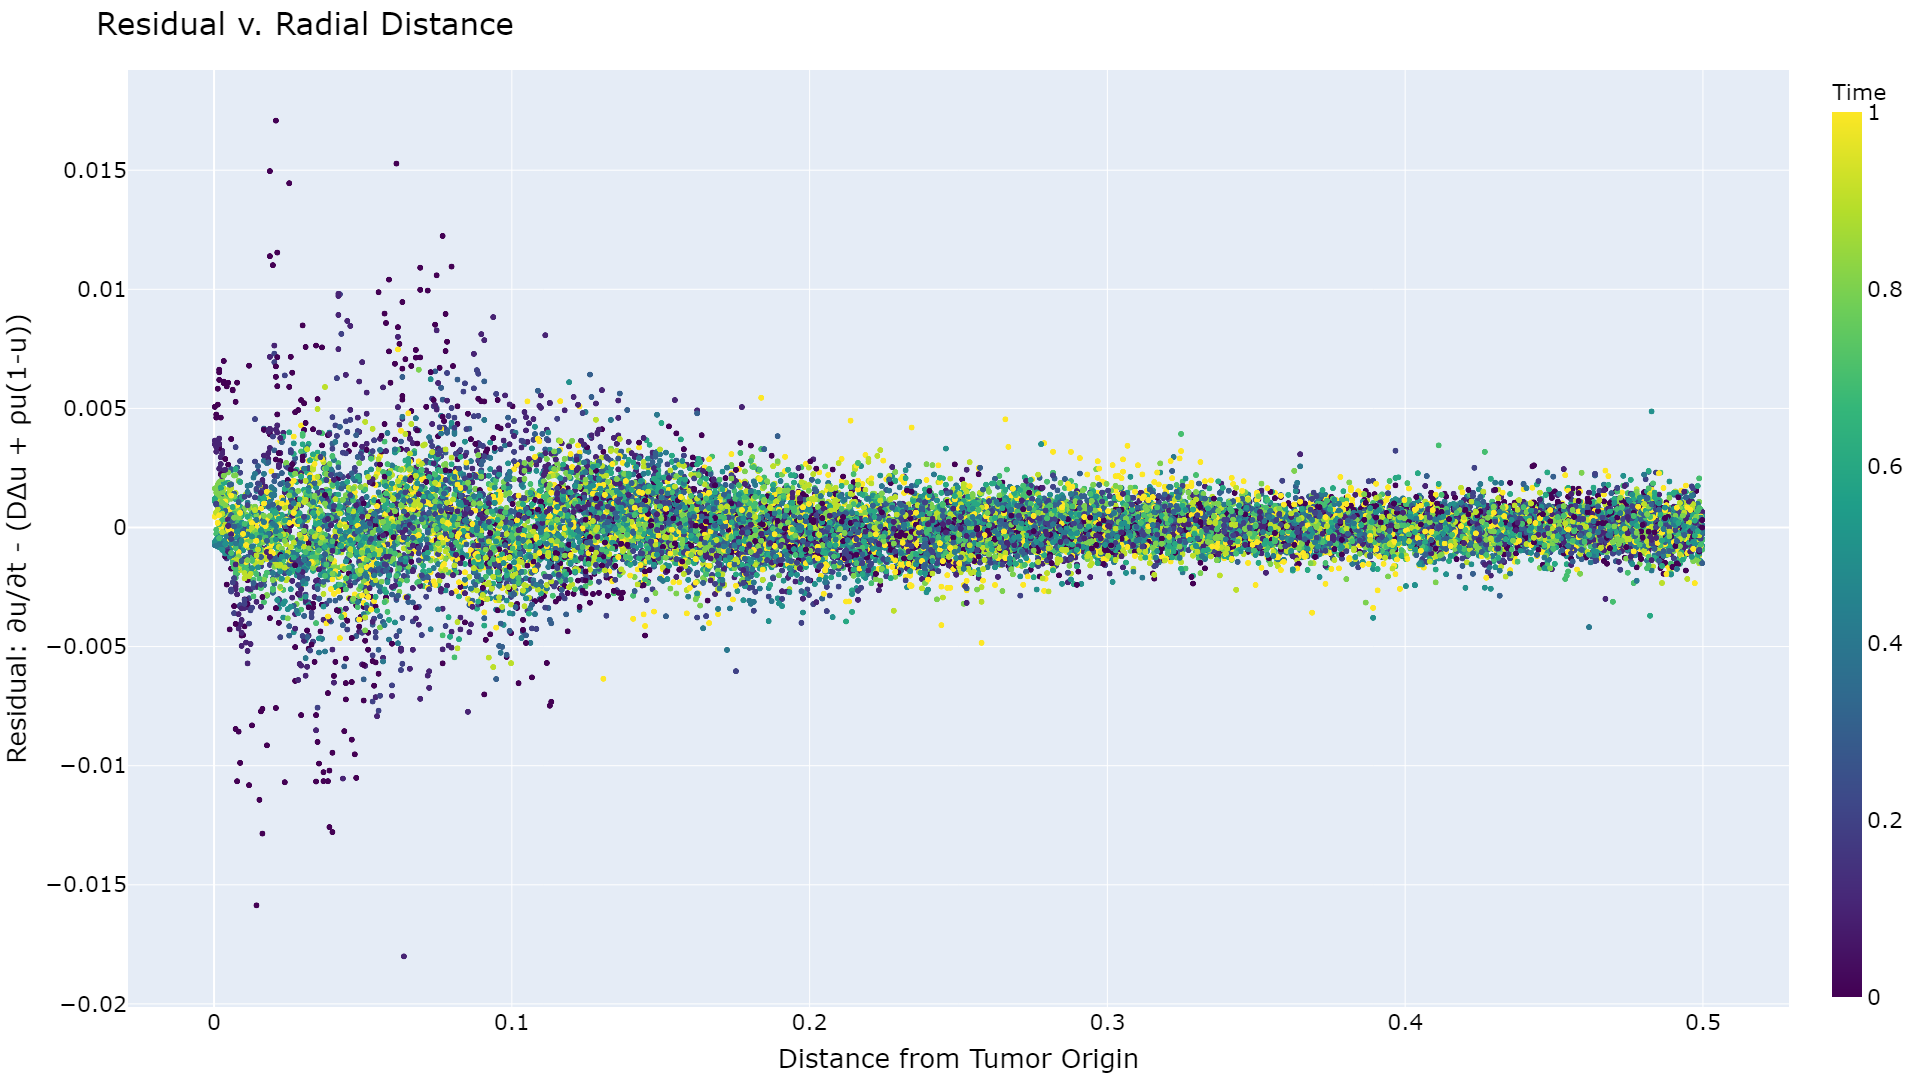 Residual v. Radial Distance
Time
1
0.8
0.6
0.4
0.2
0
0.015
0.01
0.005
0
−0.005
−0.01
−0.015
−0.02
Residual: ∂u/∂t - (DΔu + ρu(1-u))
0 0.1 0.2 0.3 0.4 0.5
Distance from Tumor Origin